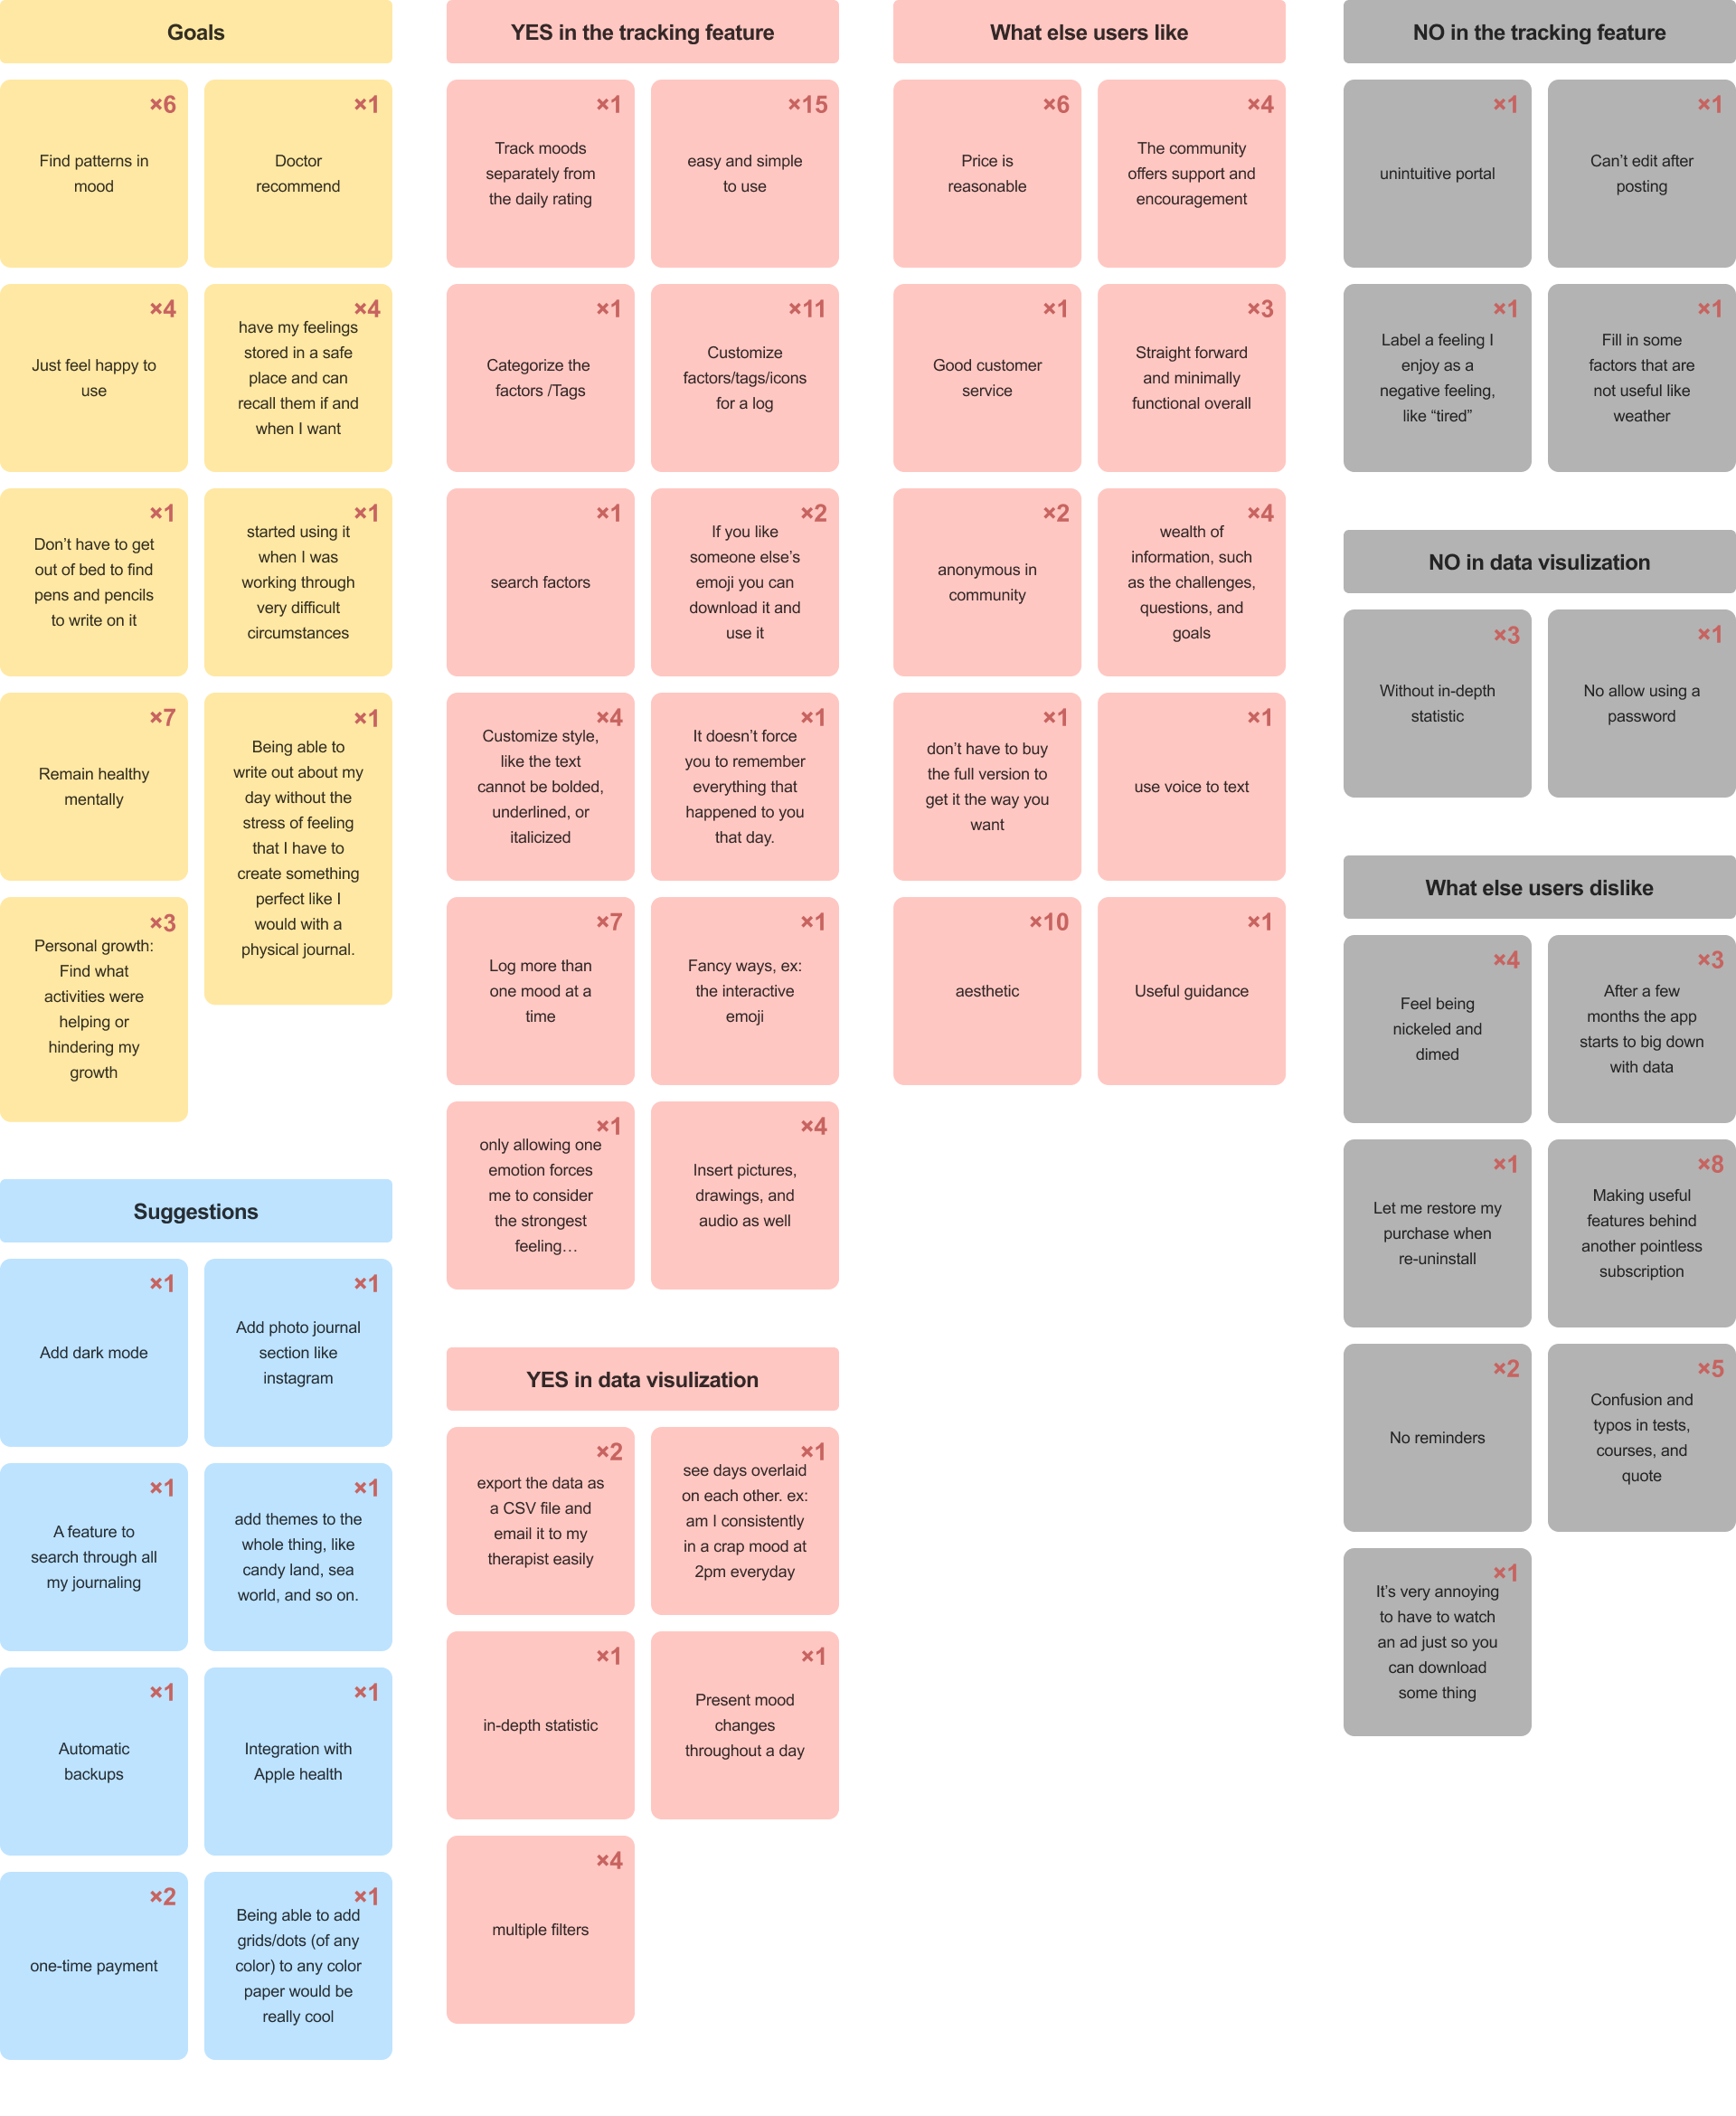 Goals
×6
Find patterns in
mood
×1
Doctor
recommend
×4
Just feel happy to
use
×4
have my feelings
stored in a safe
place and can
recall them if and
when I want
×1
Don’t have to get
out of bed to find
pens and pencils
to write on it
×1
started using it
when I was
working through
very difficult
circumstances
×7
Remain healthy
mentally
×1
Being able to
write out about my
day without the
stress of feeling
that I have to
create something
perfect like I
would with a
physical journal.
×3
Personal growth:
Find what
activities were
helping or
hindering my
growth
Suggestions
×1
Add dark mode
×1
Add photo journal
section like
instagram
×1
A feature to
search through all
my journaling
×1
add themes to the
whole thing, like
candy land, sea
world, and so on.
×1
Automatic
backups
×1
Integration with
Apple health
×2
one-time payment
×1
Being able to add
grids/dots (of any
color) to any color
paper would be
really cool
YES in the tracking feature
×1
Track moods
separately from
the daily rating
×15
easy and simple
to use
×1
Categorize the
factors /Tags
×11
Customize
factors/tags/icons
for a log
×1
search factors
×2
If you like
someone else’s
emoji you can
download it and
use it
×4
Customize style,
like the text
cannot be bolded,
underlined, or
italicized
×1
It doesn’t force
you to remember
everything that
happened to you
that day.
×7
Log more than
one mood at a
time
×1
Fancy ways, ex:
the interactive
emoji
×1
only allowing one
emotion forces
me to consider
the strongest
feeling…
×4
Insert pictures,
drawings, and
audio as well
YES in data visulization
×2
export the data as
a CSV file and
email it to my
therapist easily
×1
see days overlaid
on each other. ex:
am I consistently
in a crap mood at
2pm everyday
×1
in-depth statistic
×1
Present mood
changes
throughout a day
×4
multiple filters
What else users like
×6
Price is
reasonable
×4
The community
offers support and
encouragement
×1
Good customer
service
×3
Straight forward
and minimally
functional overall
×2
anonymous in
community
×4
wealth of
information, such
as the challenges,
questions, and
goals
×1
don’t have to buy
the full version to
get it the way you
want
×1
use voice to text
×10
aesthetic
×1
Useful guidance
NO in the tracking feature
×1
unintuitive portal
×1
Can’t edit after
posting
×1
Label a feeling I
enjoy as a
negative feeling,
like “tired”
×1
Fill in some
factors that are
not useful like
weather
NO in data visulization
×3
Without in-depth
statistic
×1
No allow using a
password
What else users dislike
×4
Feel being
nickeled and
dimed
×3
After a few
months the app
starts to big down
with data
×1
Let me restore my
purchase when
re-uninstall
×8
Making useful
features behind
another pointless
subscription
×2
No reminders
×5
Confusion and
typos in tests,
courses, and
quote
×1
It’s very annoying
to have to watch
an ad just so you
can download
some thing